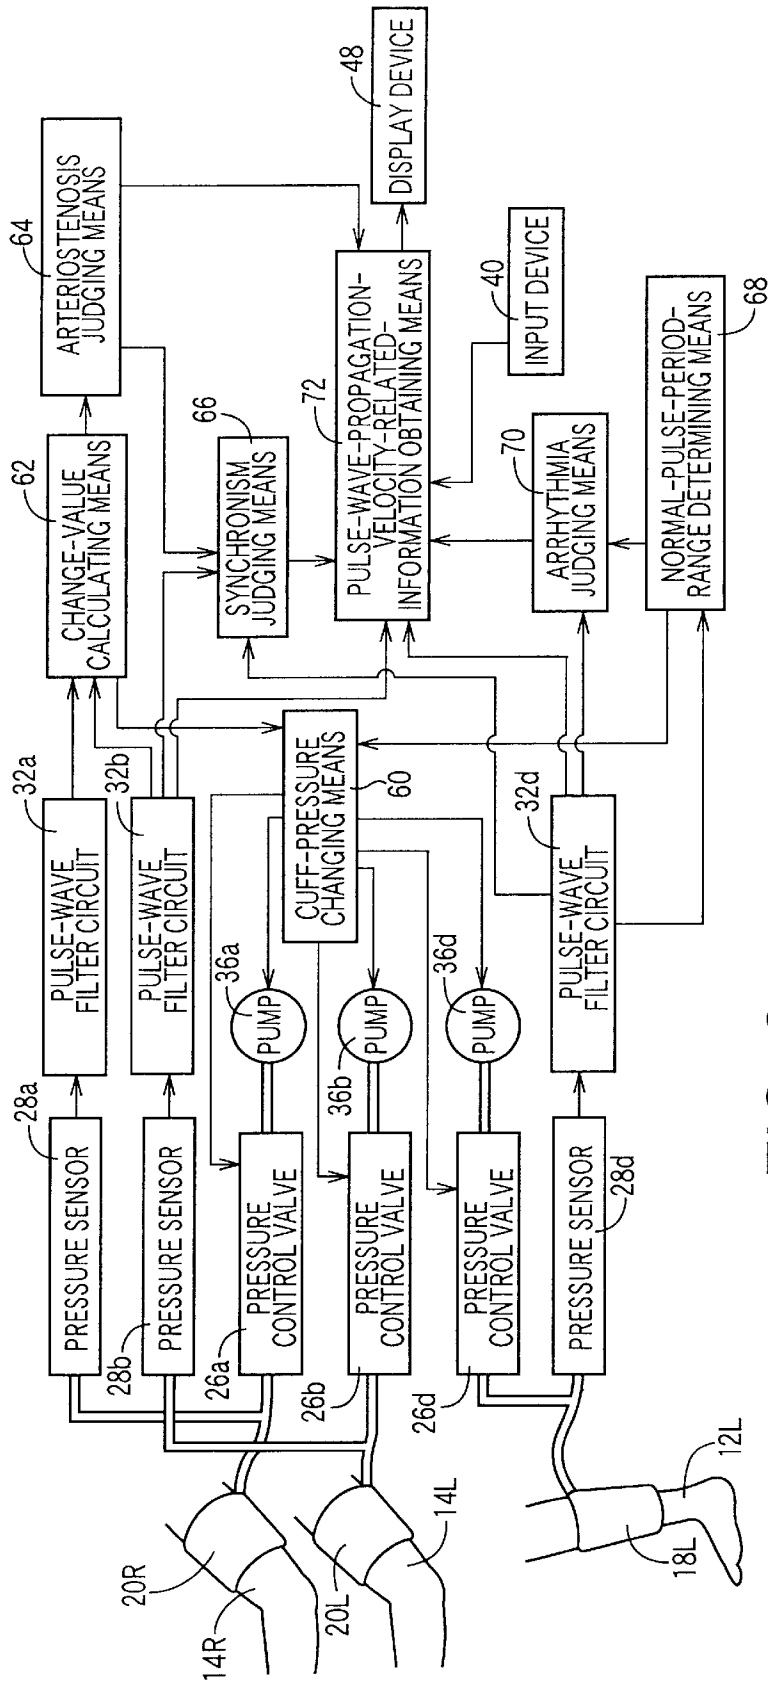 28a
PRESSURE SENSOR
32a
PULSE-WAVE
FILTER CIRCUIT
62
CHANGE-VALUE
CALCULATING MEANS
64
ARTERIOSTENOSIS
JUDGING MEANS
28b
PRESSURE SENSOR
32b
PULSE-WAVE
FILTER CIRCUIT
66
SYNCHRONISM
JUDGING MEANS
20R
14R
26a
PRESSURE
CONTROL VALVE
36a
PUMP
CUFF-PRESSURE
CHANGING MEANS
60
72
PULSE-WAVE-PROPAGATION-
VELOCITY-RELATED-
INFORMATION OBTAINING MEANS
48
DISPLAY DEVICE
20L
14L
26b
PRESSURE
CONTROL VALVE
36b
PUMP
40
INPUT DEVICE
26d
PRESSURE
CONTROL VALVE
36d
PUMP
32d
PULSE-WAVE
FILTER CIRCUIT
70
ARRHYTHMIA
JUDGING MEANS
18L
12L
PRESSURE SENSOR
28d
NORMAL-PULSE-PERIOD-
RANGE DETERMINING MEANS
68